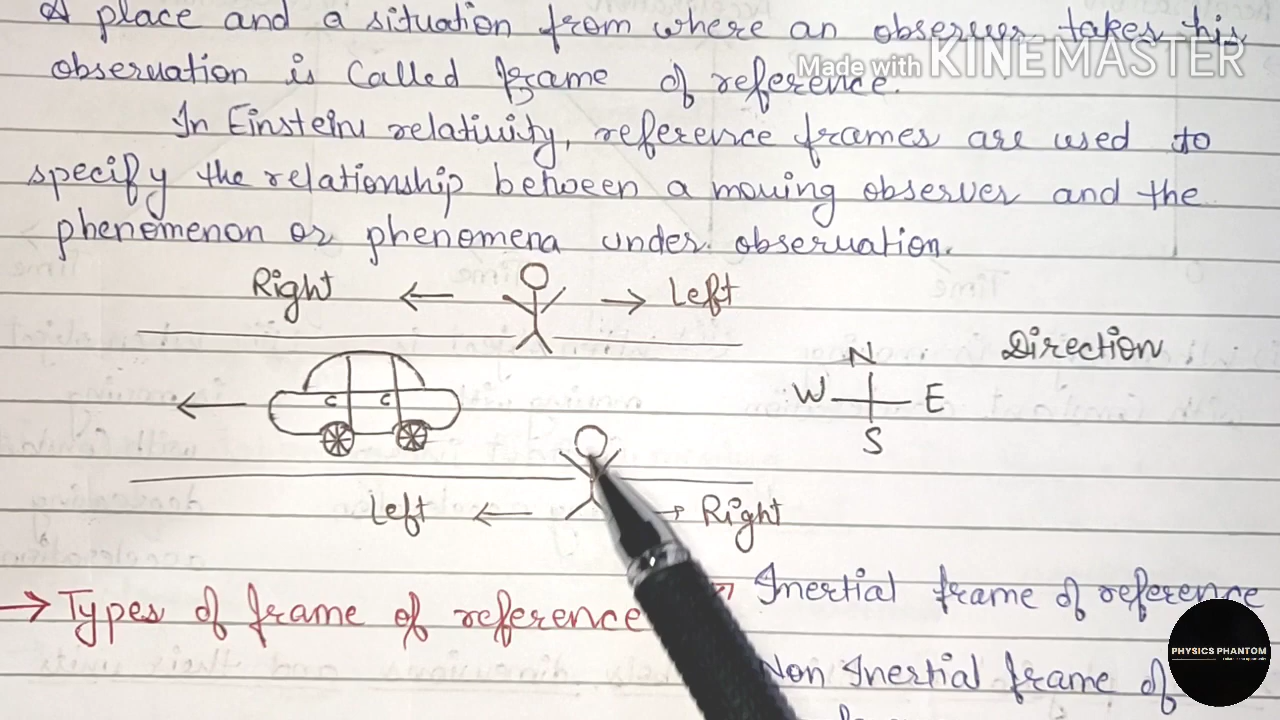 A place and a situation from where an observer takes his
Made with KINEMASTER
observation is called frame of reference.
In Einsteins relativity, reference frames are used to
specify the relationship between a moving observer and the
phenomenon or phenomena under observation.
Right ← → Left
Direction
N
W E
S
C C
←
Left ← → Right
→ Types of frame of reference
Inertial frame of reference
Non Inertial frame of
PHYSICS PHANTOM